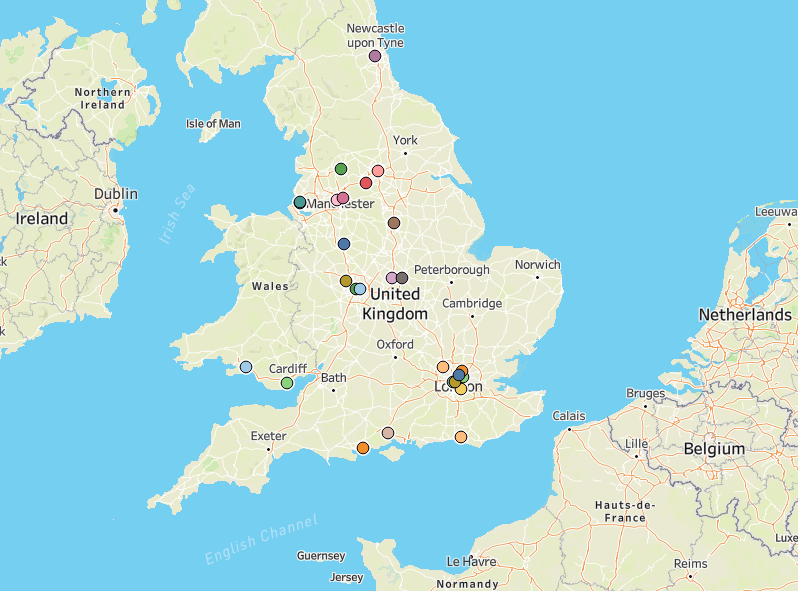 Newcastle
upon Tyne
Northern
Ireland
Isle of Man
York
Dublin
Irish Sea
Manchester
Ireland
Leeuwa
Peterborough
Norwich
Wales
United
Kingdom
Cambridge
Netherlands
Oxford
Cardiff
Bath
London
Bruges
Calais
Exeter
Lille
Belgium
Hauts-de-
France
English Channel
Guernsey
Le Havre
Reims
Luxe
Jersey
Normandy